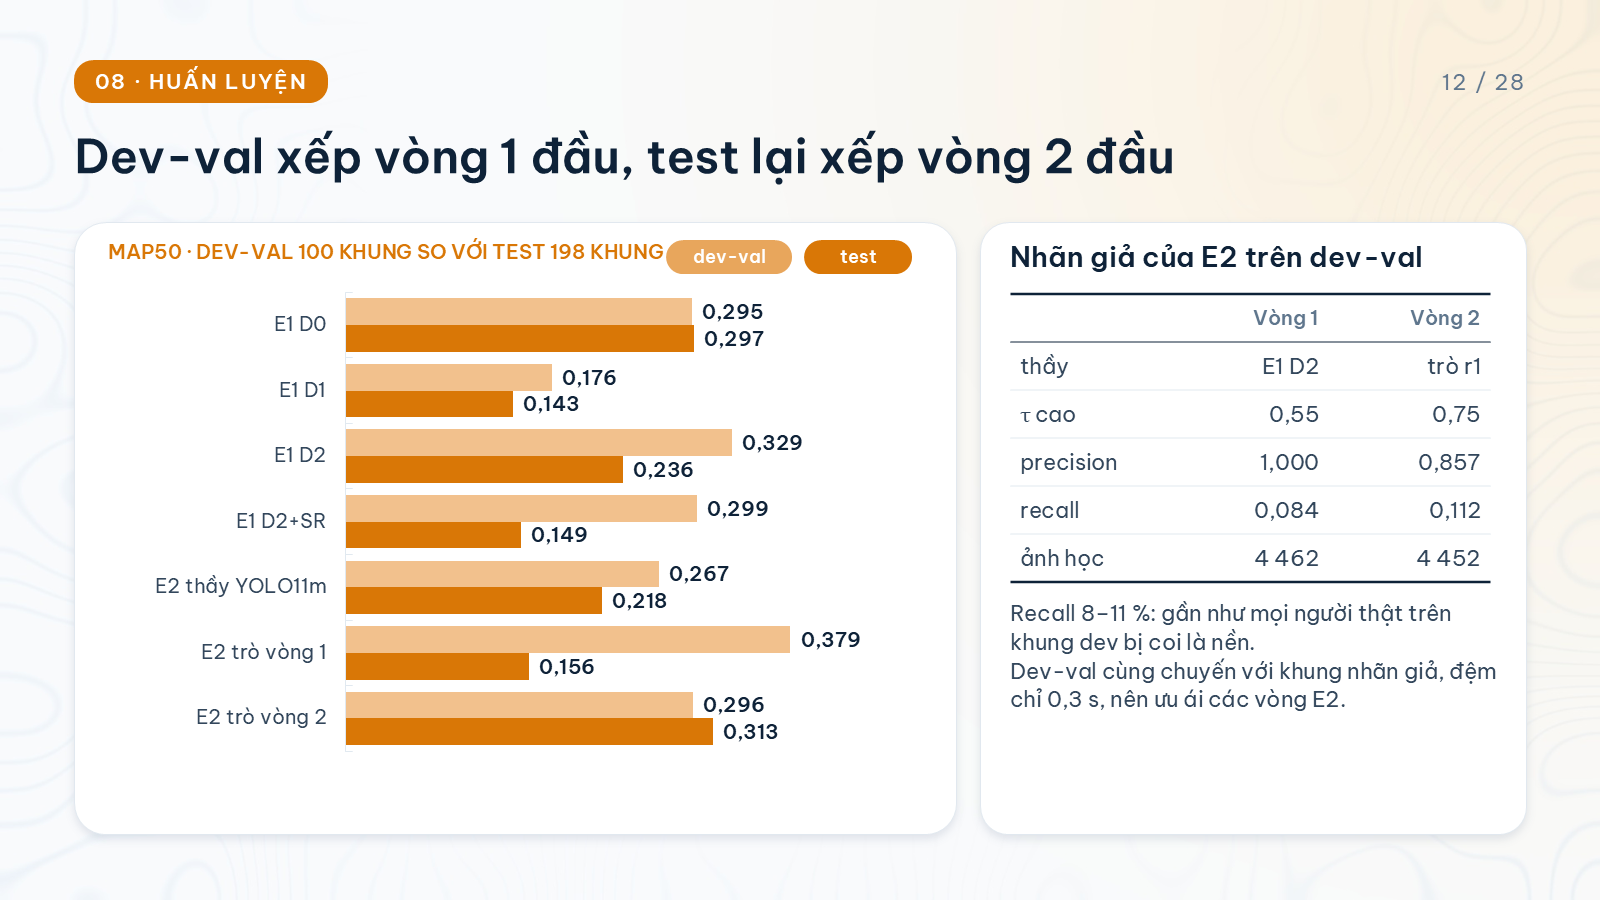 08 · HUẤN LUYỆN
12 / 28
Dev-val xếp vòng 1 đầu, test lại xếp vòng 2 đầu
MAP50 · DEV-VAL 100 KHUNG SO VỚI TEST 198 KHUNG
dev-val
test
E1 D0
0,295
0,297
E1 D1
0,176
0,143
E1 D2
0,329
0,236
E1 D2+SR
0,299
0,149
E2 thầy YOLO11m
0,267
0,218
E2 trò vòng 1
0,379
0,156
E2 trò vòng 2
0,296
0,313
Nhãn giả của E2 trên dev-val
Vòng 1 Vòng 2
thầy E1 D2 trò r1
τ cao 0,55 0,75
precision 1,000 0,857
recall 0,084 0,112
ảnh học 4 462 4 452
Recall 8–11 %: gần như mọi người thật trên
khung dev bị coi là nền.
Dev-val cùng chuyến với khung nhãn giả, đệm
chỉ 0,3 s, nên ưu ái các vòng E2.